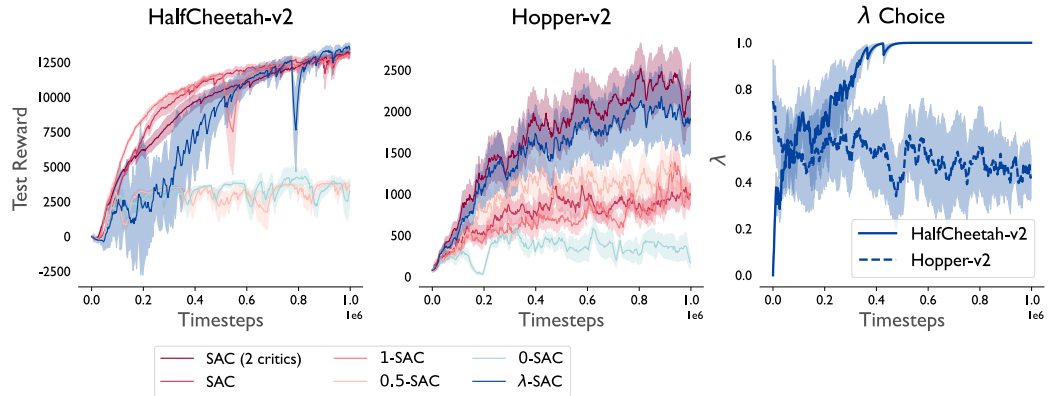 HalfCheetah-v2
Hopper-v2
λ Choice
Test Reward
12500
10000
7500
5000
2500
0
-2500
0.0
0.2
0.4
0.6
0.8
1.0
1e6
Timesteps
2500
2000
1500
1000
500
0
0.0
0.2
0.4
0.6
0.8
1.0
1e6
Timesteps
λ
1.0
0.8
0.6
0.4
0.2
0.0
HalfCheetah-v2
Hopper-v2
0.0
0.2
0.4
0.6
0.8
1.0
1e6
Timesteps
SAC (2 critics)
SAC
1-SAC
0.5-SAC
0-SAC
λ-SAC